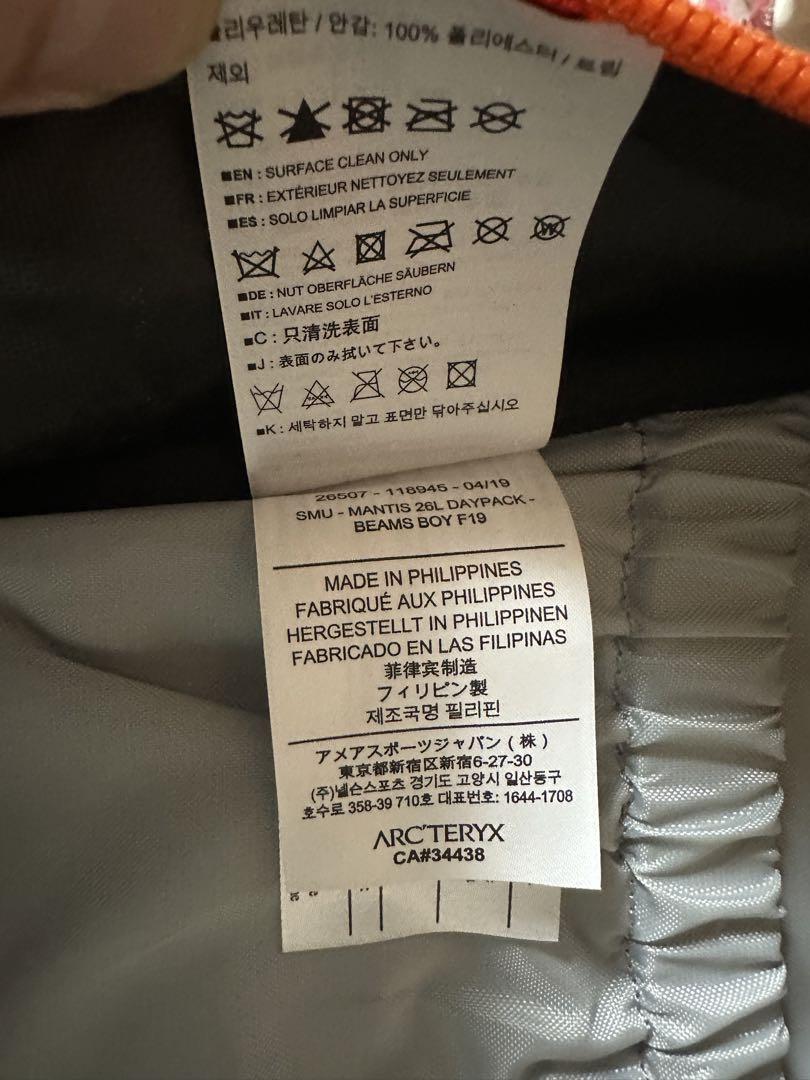 폴리우레탄 / 안감: 100% 폴리에스터 / 트림
제외
■EN : SURFACE CLEAN ONLY
■FR : EXTÉRIEUR NETTOYEZ SEULEMENT
■ES : SOLO LIMPIAR LA SUPERFICIE
■DE : NUT OBERFLÄCHE SÄUBERN
■IT : LAVARE SOLO L'ESTERNO
■C : 只清洗表面
■J : 表面のみ拭いて下さい。
■K : 세탁하지 말고 표면만 닦아주십시오
26507 - 118945 - 04/19
SMU - MANTIS 26L DAYPACK -
BEAMS BOY F19
MADE IN PHILIPPINES
FABRIQUÉ AUX PHILIPPINES
HERGESTELLT IN PHILIPPINEN
FABRICADO EN LAS FILIPINAS
菲律宾制造
フィリピン製
제조국명 필리핀
アメアスポーツジャパン ( 株 )
東京都新宿区新宿6-27-30
(주)넬슨스포츠 경기도 고양시 일산동구
호수로 358-39 710호 대표번호: 1644-1708
ARC'TERYX
CA#34438